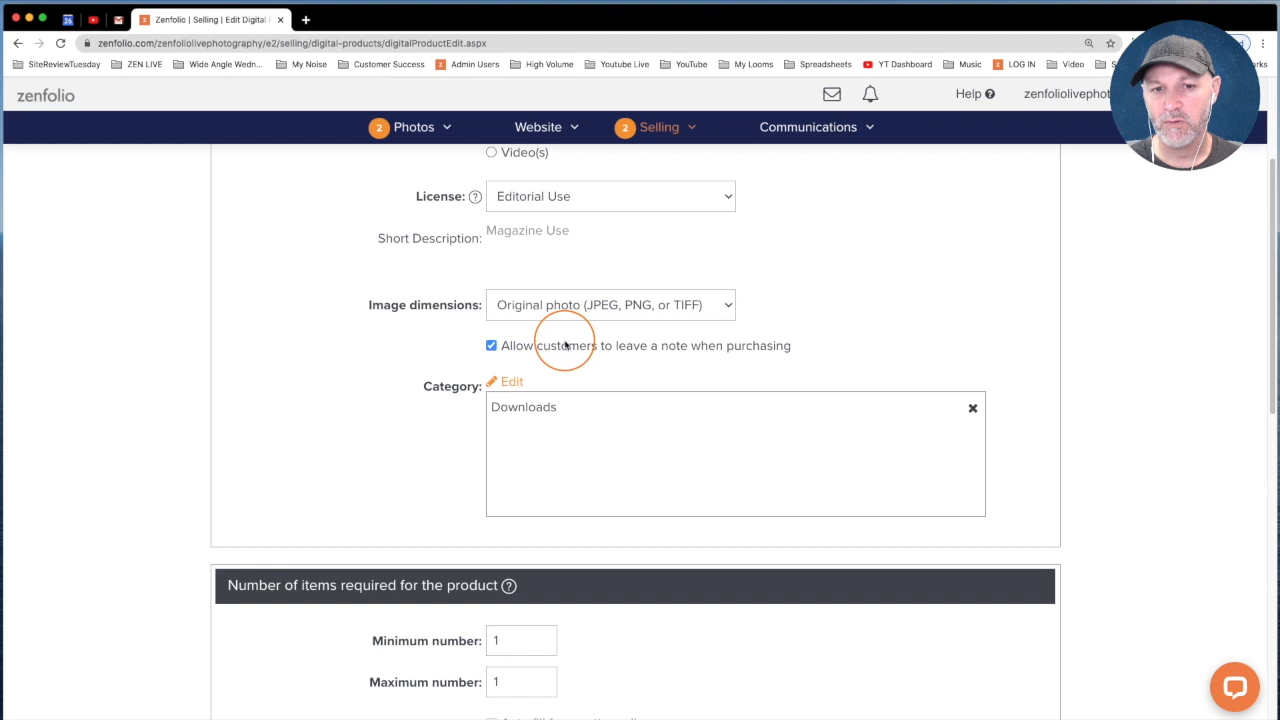 26
Zenfolio | Selling | Edit Digital
zenfolio.com/zenfoliolivephotography/e2/selling/digital-products/digitalProductEdit.aspx
SiteReviewTuesday ZEN LIVE Wide Angle Wedn... My Noise Customer Success Admin Users High Volume Youtube Live YouTube My Looms Spreadsheets YT Dashboard Music LOG IN Video
zenfolio Help ? zenfoliolivephot
2 Photos Website 2 Selling Communications
Video(s)
License: ? Editorial Use
Short Description: Magazine Use
Image dimensions: Original photo (JPEG, PNG, or TIFF)
Allow customers to leave a note when purchasing
Category: Edit
Downloads
Number of items required for the product ?
Minimum number: 1
Maximum number: 1